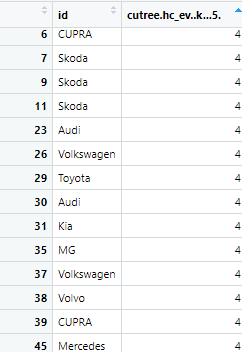 id cutree.hc_ev..k...5.
6 CUPRA 4
7 Skoda 4
9 Skoda 4
11 Skoda 4
23 Audi 4
26 Volkswagen 4
29 Toyota 4
30 Audi 4
31 Kia 4
35 MG 4
37 Volkswagen 4
38 Volvo 4
39 CUPRA 4
45 Mercedes 4